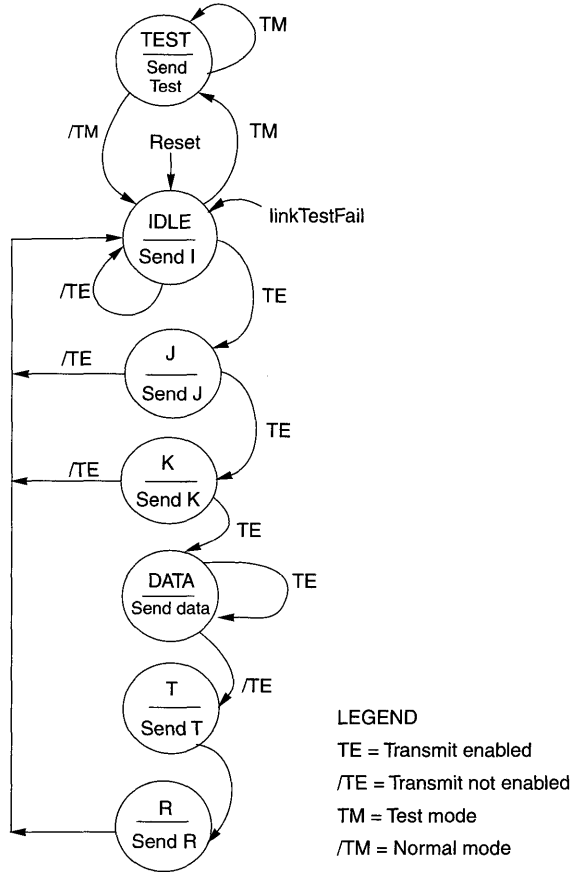 TM
TEST
Send
Test
/TM
Reset
TM
linkTestFail
IDLE
Send I
/TE
TE
J
/TE
Send J
TE
K
/TE
Send K
TE
DATA
TE
Send data
T
/TE
Send T
R
Send R
LEGEND
TE = Transmit enabled
/TE = Transmit not enabled
TM = Test mode
/TM = Normal mode